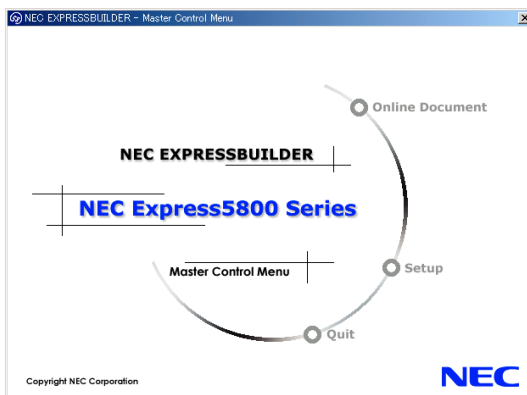 NEC EXPRESSBUILDER - Master Control Menu
Online Document
NEC EXPRESSBUILDER
NEC Express5800 Series
Master Control Menu
Setup
Quit
Copyright NEC Corporation
NEC